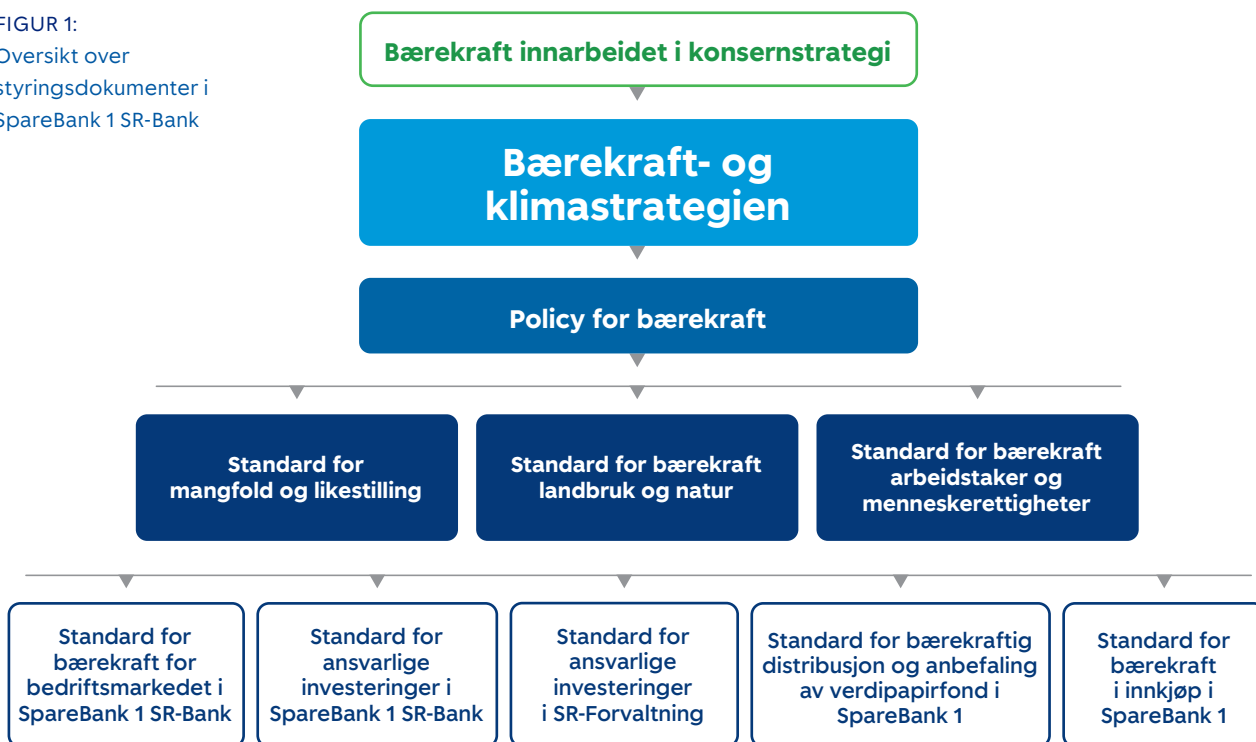 FIGUR 1:
Oversikt over
styringsdokumenter i
SpareBank 1 SR-Bank
Bærekraft innarbeidet i konsernstrategi
Bærekraft- og
klimastrategien
Policy for bærekraft
Standard for
mangfold og likestilling
Standard for bærekraft
landbruk og natur
Standard for bærekraft
arbeidstaker og
menneskerettigheter
Standard for
bærekraft for
bedriftsmarkedet i
SpareBank 1 SR-Bank
Standard for
ansvarlige
investeringer i
SpareBank 1 SR-Bank
Standard for
ansvarlige
investeringer
i SR-Forvaltning
Standard for bærekraftig
distribusjon og anbefaling
av verdipapirfond i
SpareBank 1
Standard for
bærekraft
i innkjøp i
SpareBank 1